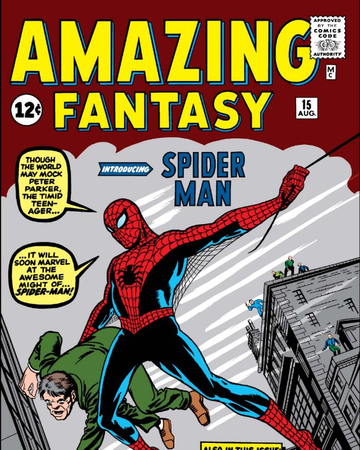 AMAZING
FANTASY
APPROVED
BY THE
COMICS
CODE
AUTHORITY
M
C
12¢
15
AUG.
INTRODUCING
SPIDER
MAN
THOUGH
THE WORLD
MAY MOCK
PETER
PARKER,
THE TIMID
TEEN-
AGER...
...IT WILL
SOON MARVEL
AT THE
AWESOME
MIGHT OF...
SPIDER-MAN!
ALSO IN THIS ISSUE: